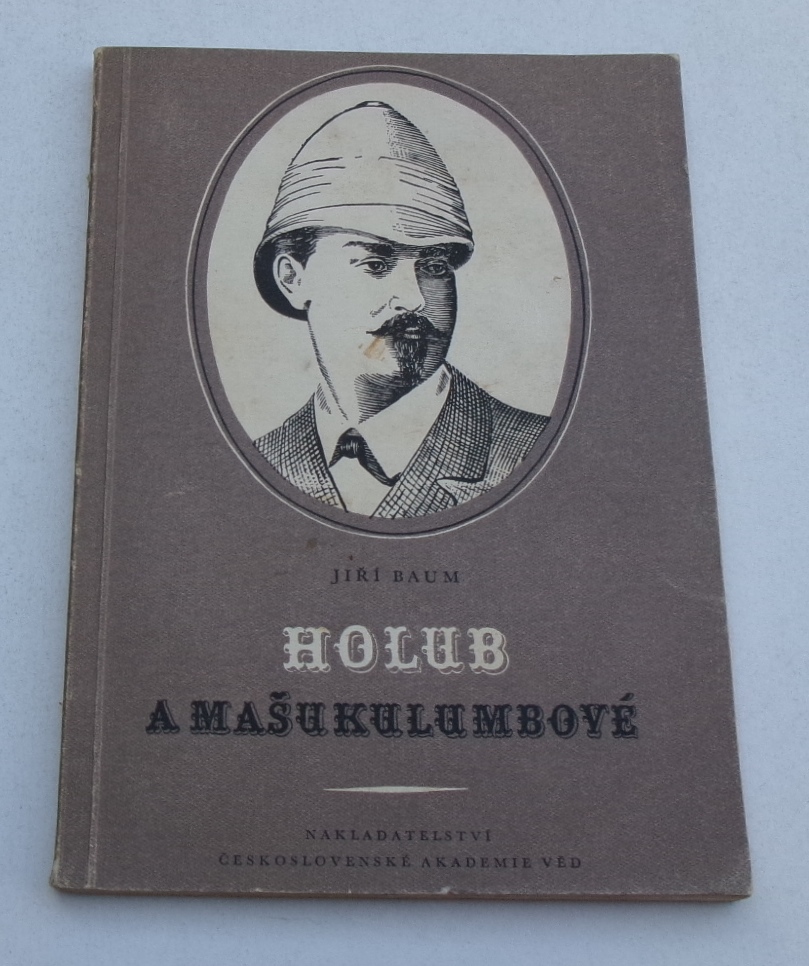 JIŘÍ BAUM
HOLUB
A MAŠUKULUMBOVÉ
NAKLADATELSTVÍ
ČESKOSLOVENSKÉ AKADEMIE VĚD